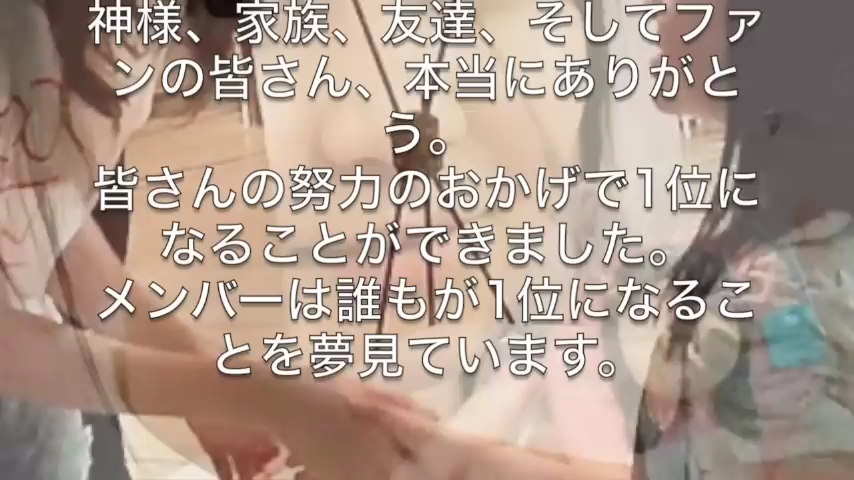 神様、家族、友達、そしてファ
ンの皆さん、本当にありがと
う。
皆さんの努力のおかげで1位に
なることができました。
メンバーは誰もが1位になるこ
とを夢見ています。